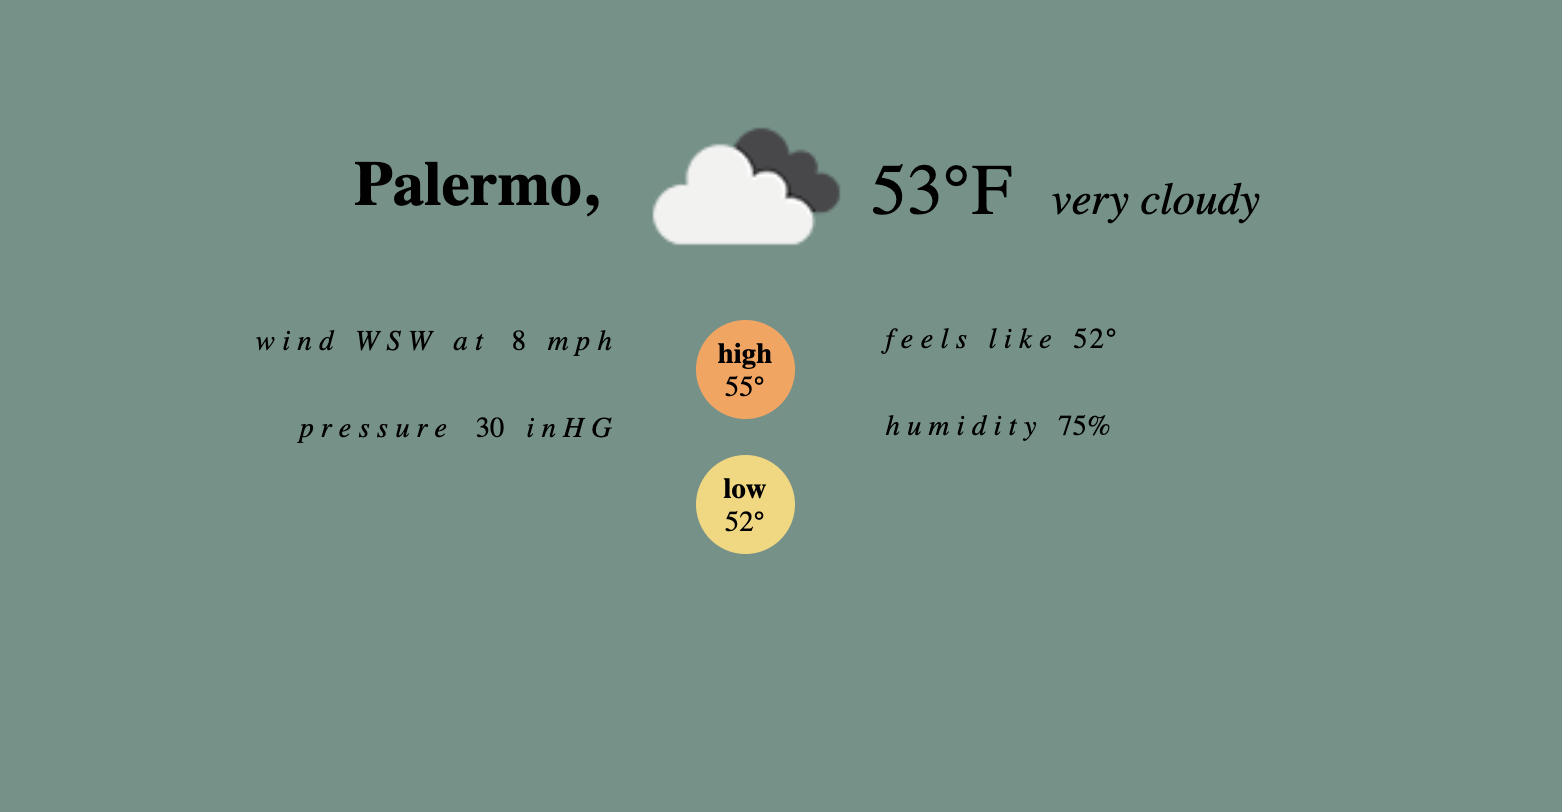 Palermo, 53°F very cloudy
wind WSW at 8 mph
pressure 30 inHG
high
55°
low
52°
feels like 52°
humidity 75%